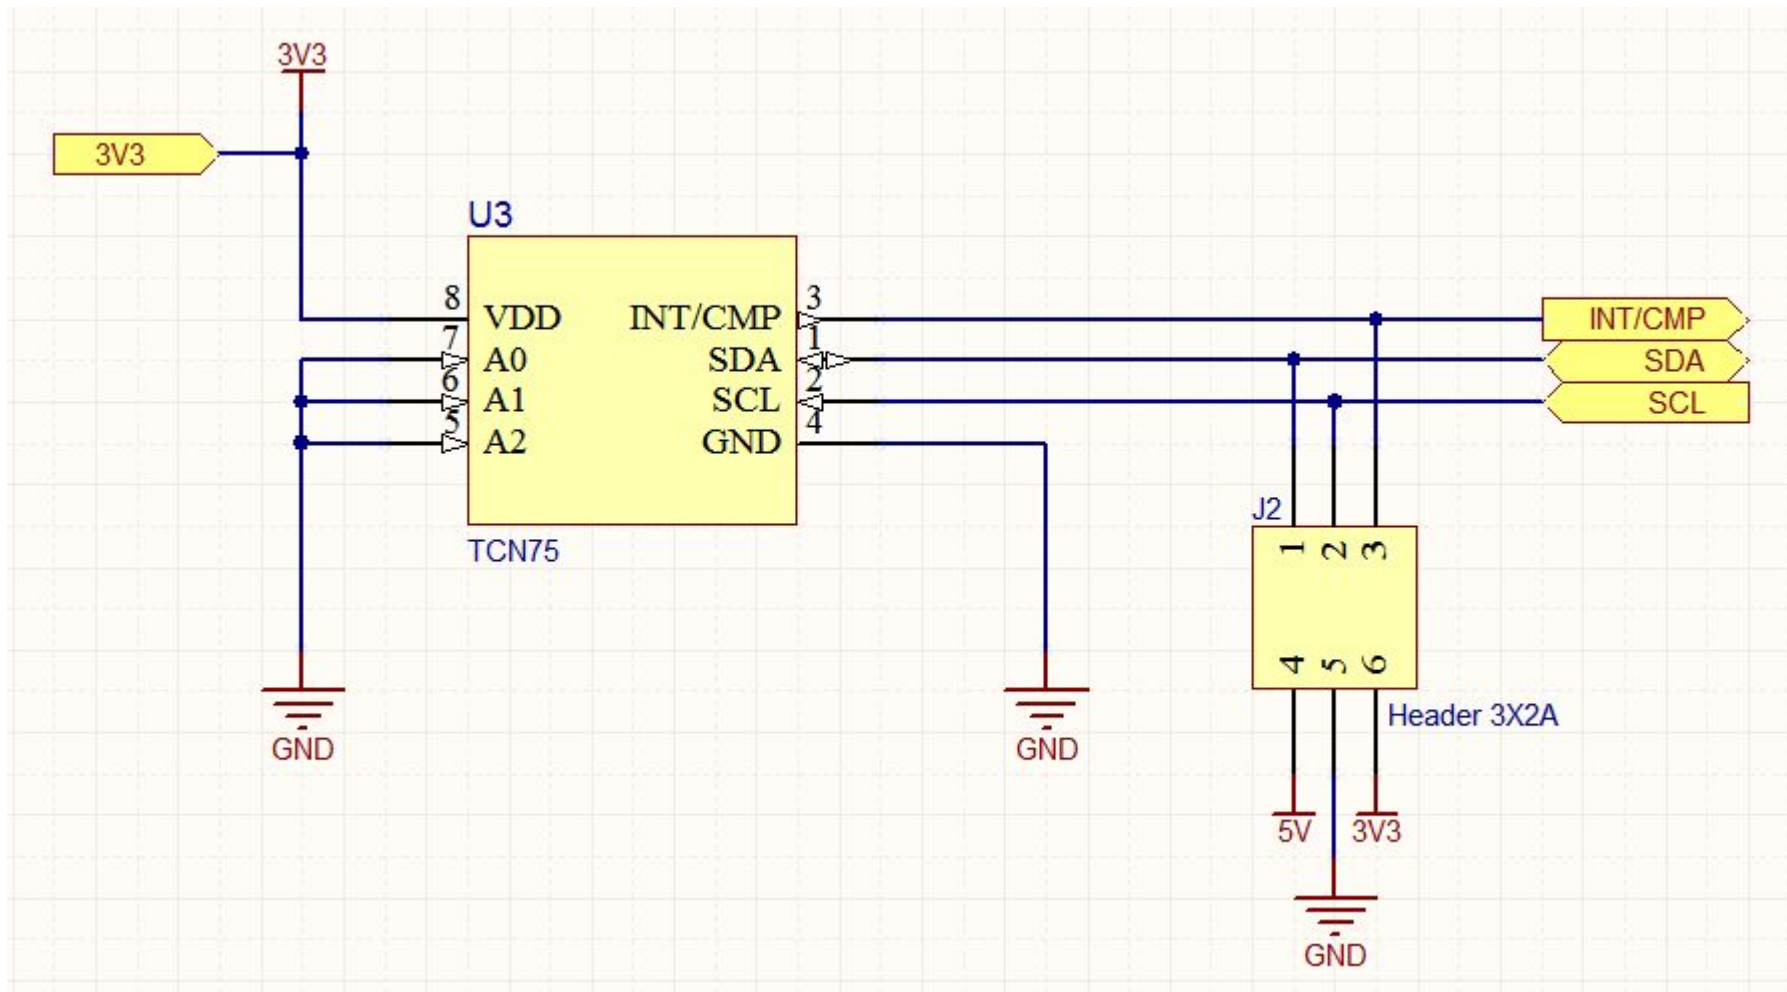 3V3
3V3
U3
8 VDD INT/CMP 3
7 A0 SDA 1
6 A1 SCL 2
5 A2 GND 4
TCN75
INT/CMP
SDA
SCL
J2
1 2 3
4 5 6
Header 3X2A
GND
GND
5V 3V3
GND